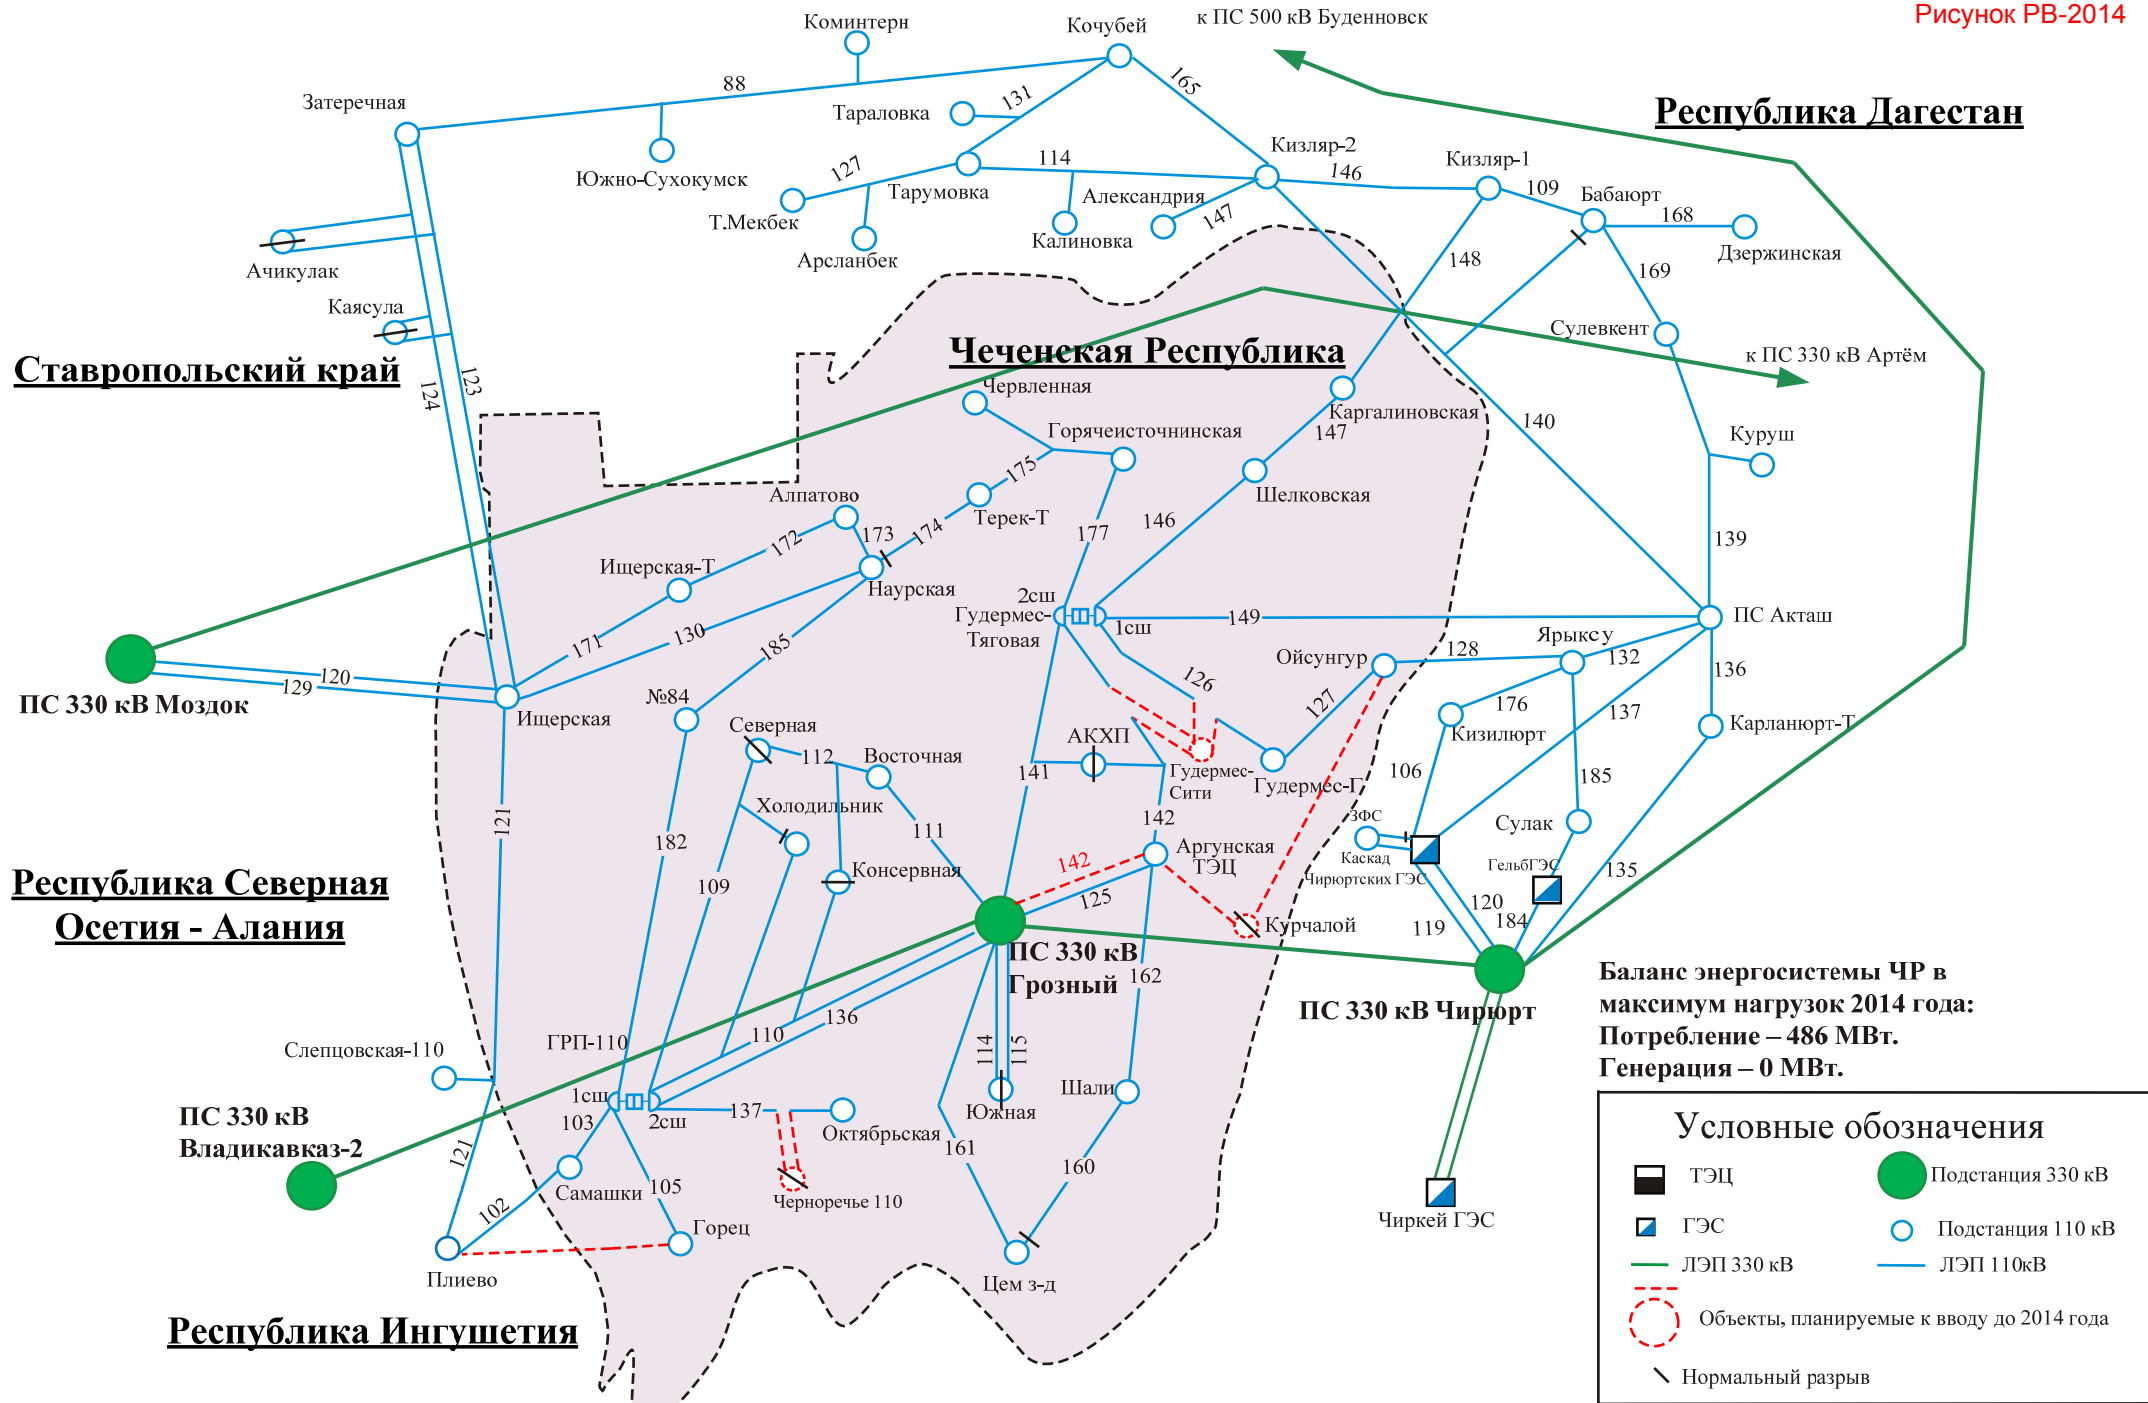 Рисунок РВ-2014
к ПС 500 кВ Буденновск
Коминтерн
Кочубей
88
165
Затеречная
131
Тараловка
Республика Дагестан
Южно-Сухокумск
127
Тарумовка
114
Кизляр-2
146
Кизляр-1
109
Бабаюрт
168
Т.Мекбек
Арсланбек
Александрия
147
Калиновка
148
Дзержинская
169
Ачикулак
Каясула
Сулевкент
к ПС 330 кВ Артём
Ставропольский край
Чеченская Республика
124
123
Червленная
Каргалиновская
147
140
Горячеисточнинская
Куруш
175
Шелковская
Алпатово
Терек-Т
146
172
173
174
177
139
Ищерская-Т
Наурская
2сш
Гудермес-
Тяговая
1сш
149
ПС Акташ
171
130
185
Ярыксу
132
Ойсунгур
128
136
120
129
ПС 330 кВ Моздок
Ищерская
№84
126
127
176
137
Карланюрт-Т
Северная
112
Восточная
АКХП
Кизилюрт
141
Гудермес-
Сити
Гудермес-Г
106
185
121
Холодильник
111
142
ЗФС
Сулак
182
Аргунская
ТЭЦ
Каскад
Чирюртских ГЭС
ГельбГЭС
135
142
125
Консервная
109
Республика Северная
Осетия - Алания
Курчалой
119
120
184
ПС 330 кВ
Грозный
162
ПС 330 кВ Чирюрт
Баланс энергосистемы ЧР в
максимум нагрузок 2014 года:
Потребление – 486 МВт.
Генерация – 0 МВт.
110
136
ГРП-110
114
115
Слепцовская-110
1сш
2сш
103
137
Октябрьская
Южная
Шали
ПС 330 кВ
Владикавказ-2
121
102
Самашки
105
Черноречье 110
161
160
Горец
Плиево
Цем з-д
Чиркей ГЭС
Республика Ингушетия
Условные обозначения
ТЭЦ
Подстанция 330 кВ
ГЭС
Подстанция 110 кВ
ЛЭП 330 кВ
ЛЭП 110кВ
Объекты, планируемые к вводу до 2014 года
Нормальный разрыв